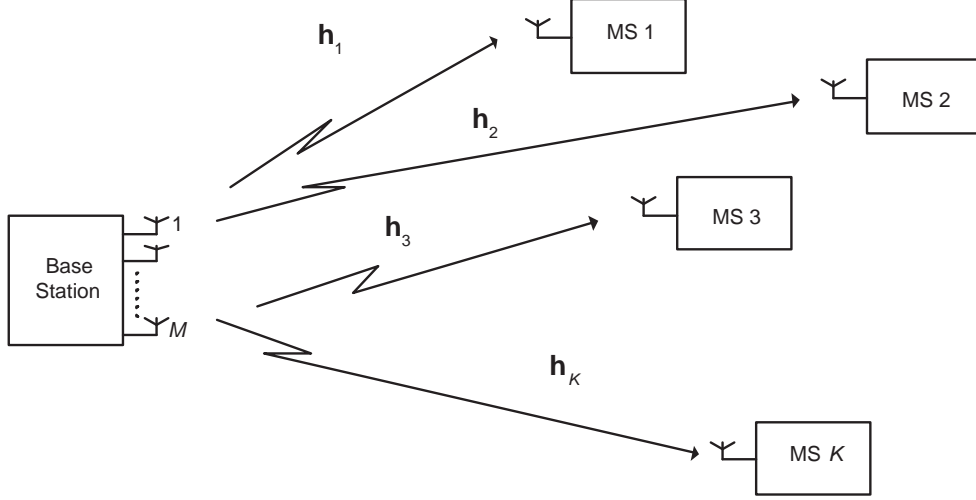 h1
MS 1
h2
MS 2
h3
MS 3
1
Base
Station
M
hK
MS K